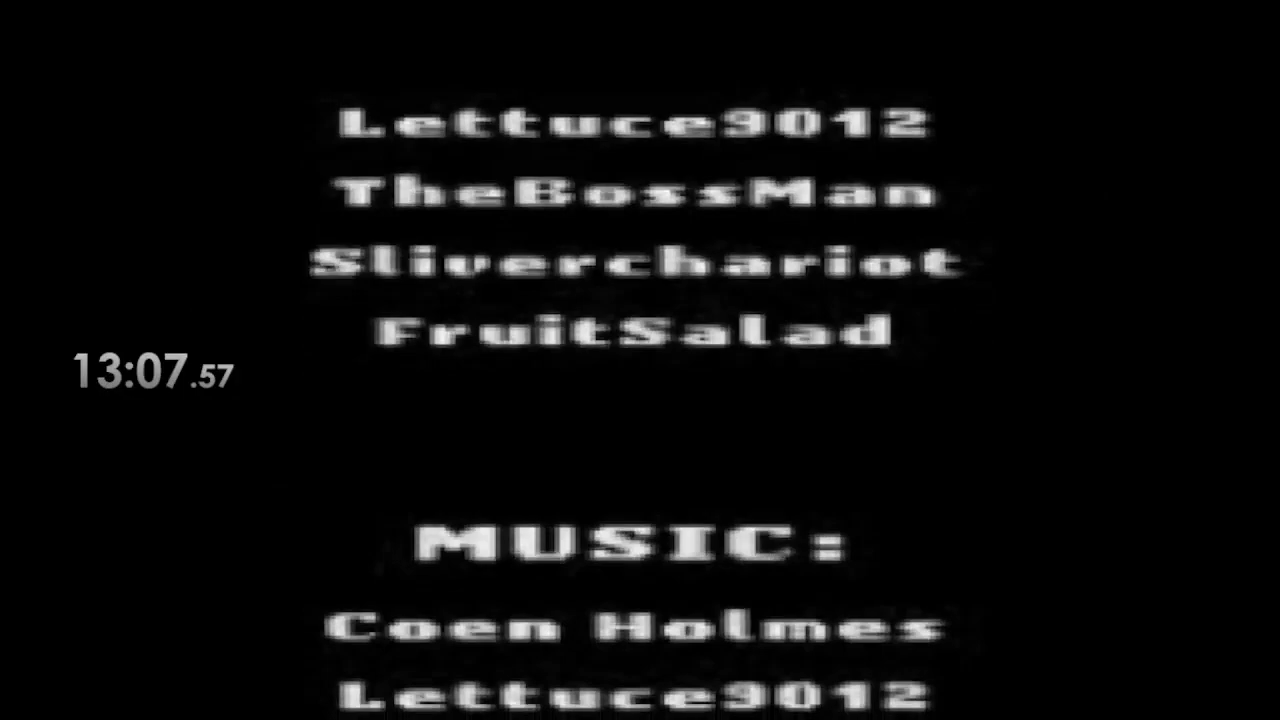 Lettuce9012
TheBossMan
Sliverchariot
FruitSalad
13:07.57
MUSIC:
Coen Holmes
Lettuce9012